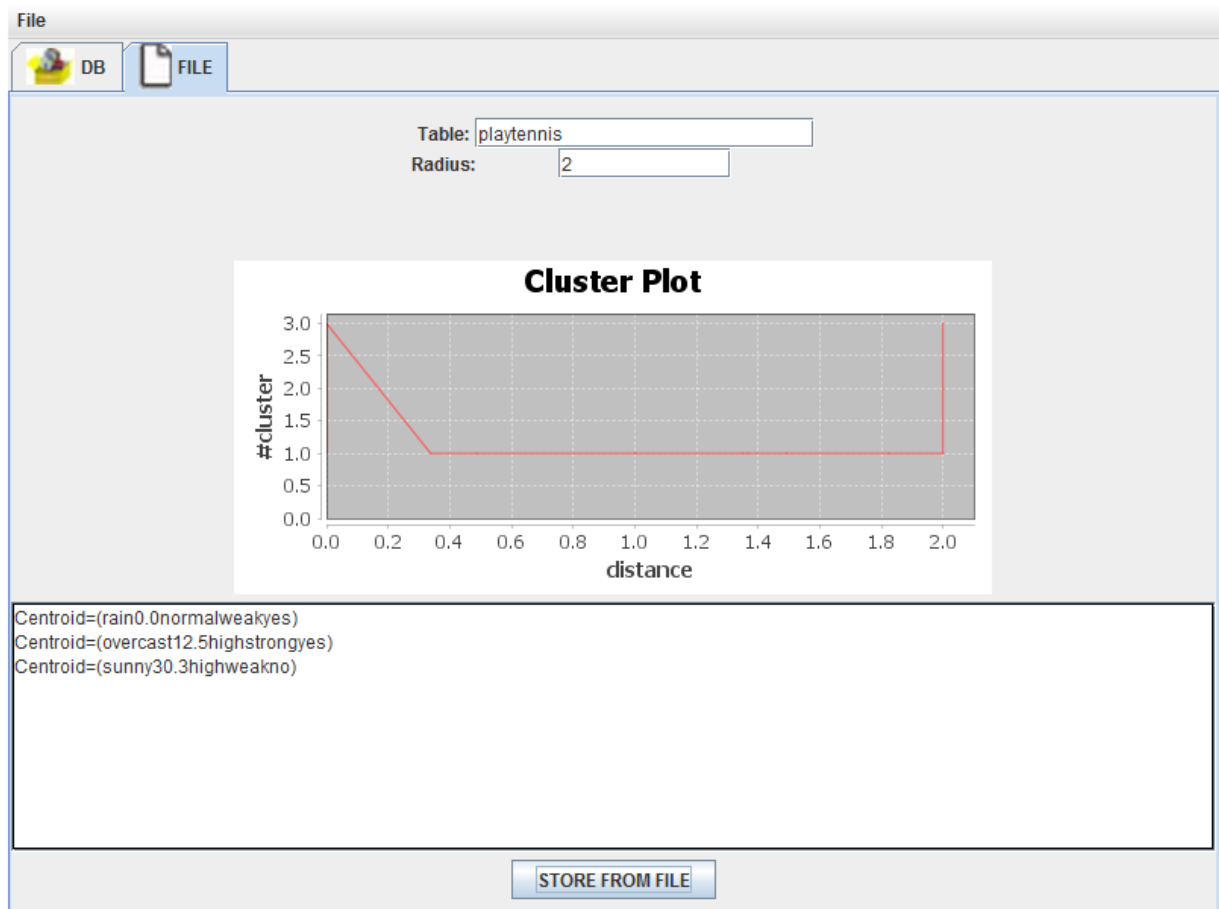 File
DB
FILE
Table: playtennis
Radius: 2
Cluster Plot
3.0
2.5
2.0
1.5
1.0
0.5
0.0
#cluster
0.0 0.2 0.4 0.6 0.8 1.0 1.2 1.4 1.6 1.8 2.0
distance
Centroid=(rain0.0normalweakyes)
Centroid=(overcast12.5highstrongyes)
Centroid=(sunny30.3highweakno)
STORE FROM FILE